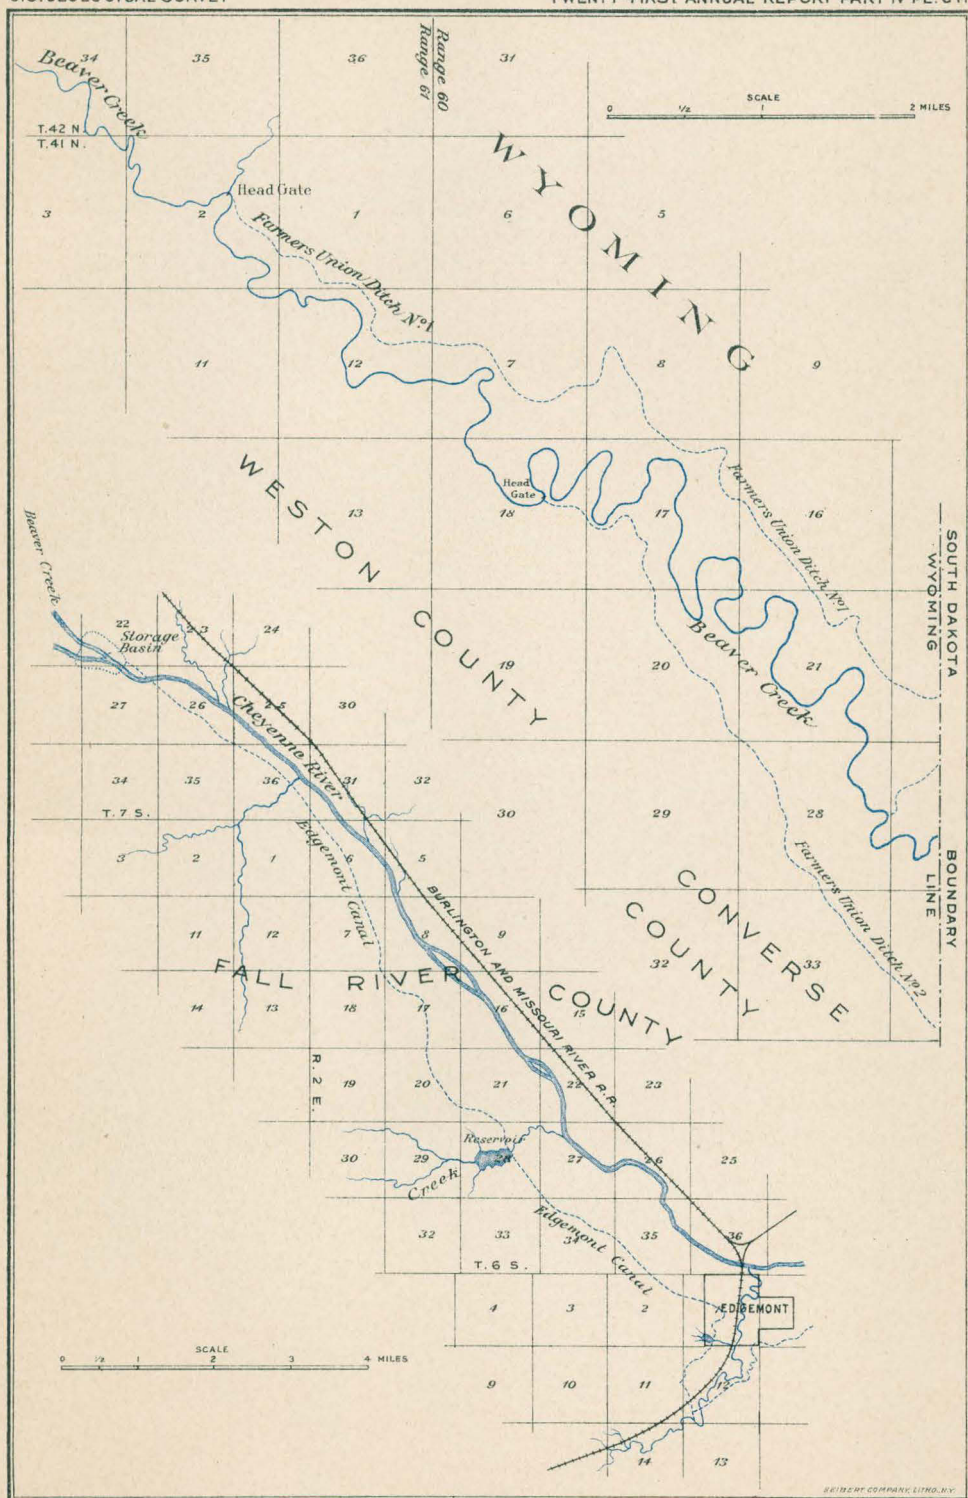 TWENTY-FIRST ANNUAL REPORT PART IV PL.
34 35 36 31
Beaver Creek
Range 60
Range 61
SCALE
0 1/2 1 2 MILES
T. 42 N.
T. 41 N.
WYOMING
Head Gate
3 2 1 6 5
Farmers Union Ditch No 1
11 12 7 8 9
WESTON COUNTY
Head Gate
13 18 17 16
Farmers Union Ditch No 1
SOUTH DAKOTA
WYOMING
Beaver Creek
22 23 24
Storage Basin
19 20 21
Beaver Creek
27 26 25 30
Cheyenne River
34 35 36 31 32
30 29 28
T. 7 S.
Edgemont Canal
3 2 1 6 5
BOUNDARY
LINE
Farmers Union Ditch No 2
BURLINGTON AND MISSOURI RIVER R.R.
CONVERSE COUNTY
11 12 7 8 9
32 33
FALL RIVER COUNTY
14 13 18 17 16 15
R. 2 E.
19 20 21 22 23
Reservoir
30 29 28 27 26 25
Creek
Edgemont Canal
32 33 34 35 36
T. 6 S.
4 3 2
EDGEMONT
SCALE
0 1/2 1 2 3 4 MILES
9 10 11 12
14 13